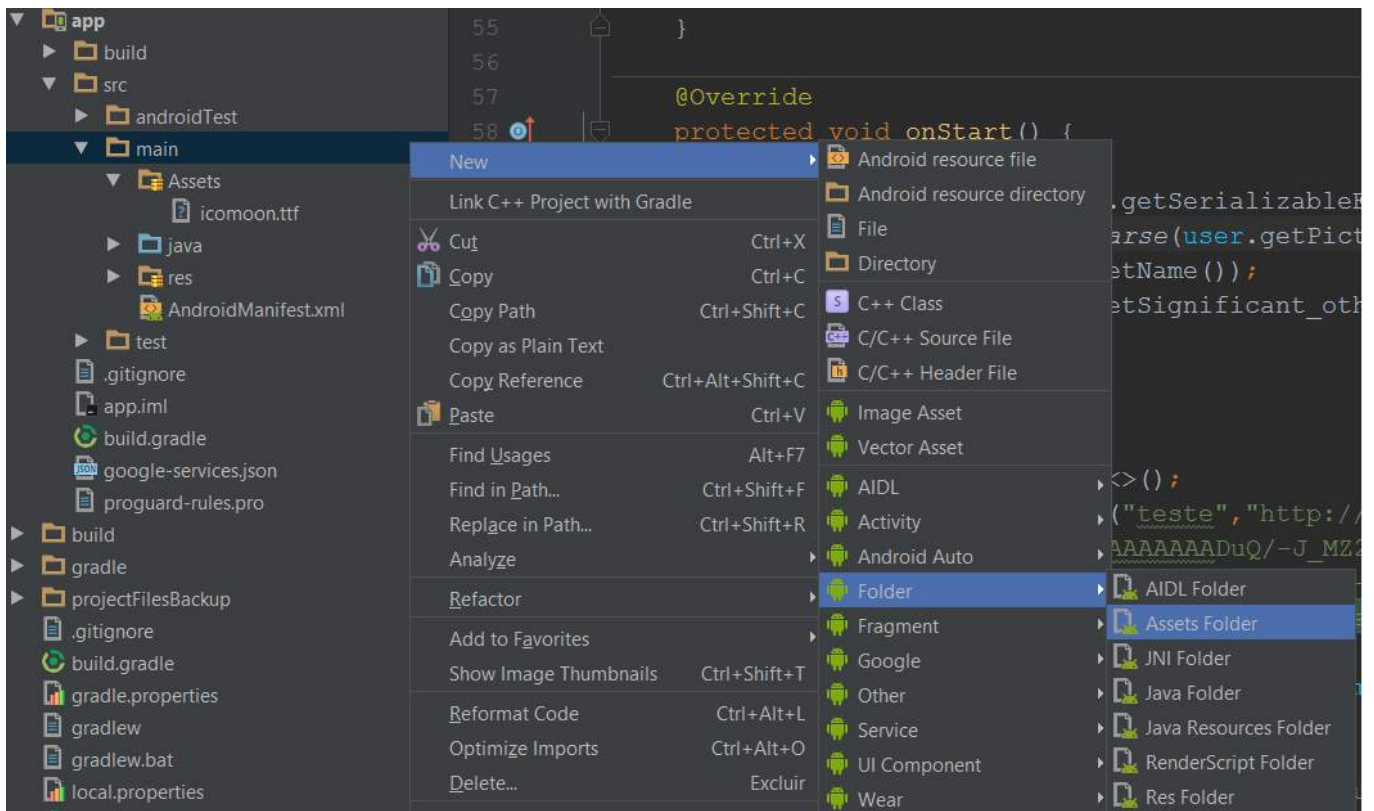 app
build
src
androidTest
main
Assets
icomoon.ttf
java
res
AndroidManifest.xml
test
.gitignore
app.iml
build.gradle
google-services.json
proguard-rules.pro
build
gradle
projectFilesBackup
.gitignore
build.gradle
gradle.properties
gradlew
gradlew.bat
local.properties
55 }
56
57 @Override
58 protected void onStart() {
.getSerializableE
arse(user.getPict
etName());
etSignificant_oth
<>();
("teste","http://
AAAAAAADuQ/-J_MZ2
New
Link C++ Project with Gradle
Cut Ctrl+X
Copy Ctrl+C
Copy Path Ctrl+Shift+C
Copy as Plain Text
Copy Reference Ctrl+Alt+Shift+C
Paste Ctrl+V
Find Usages Alt+F7
Find in Path... Ctrl+Shift+F
Replace in Path... Ctrl+Shift+R
Analyze
Refactor
Add to Favorites
Show Image Thumbnails Ctrl+Shift+T
Reformat Code Ctrl+Alt+L
Optimize Imports Ctrl+Alt+O
Delete... Excluir
Android resource file
Android resource directory
File
Directory
S C++ Class
C++ C/C++ Source File
h C/C++ Header File
Image Asset
Vector Asset
AIDL
Activity
Android Auto
Folder
Fragment
Google
Other
Service
UI Component
Wear
AIDL Folder
Assets Folder
JNI Folder
Java Folder
Java Resources Folder
RenderScript Folder
Res Folder